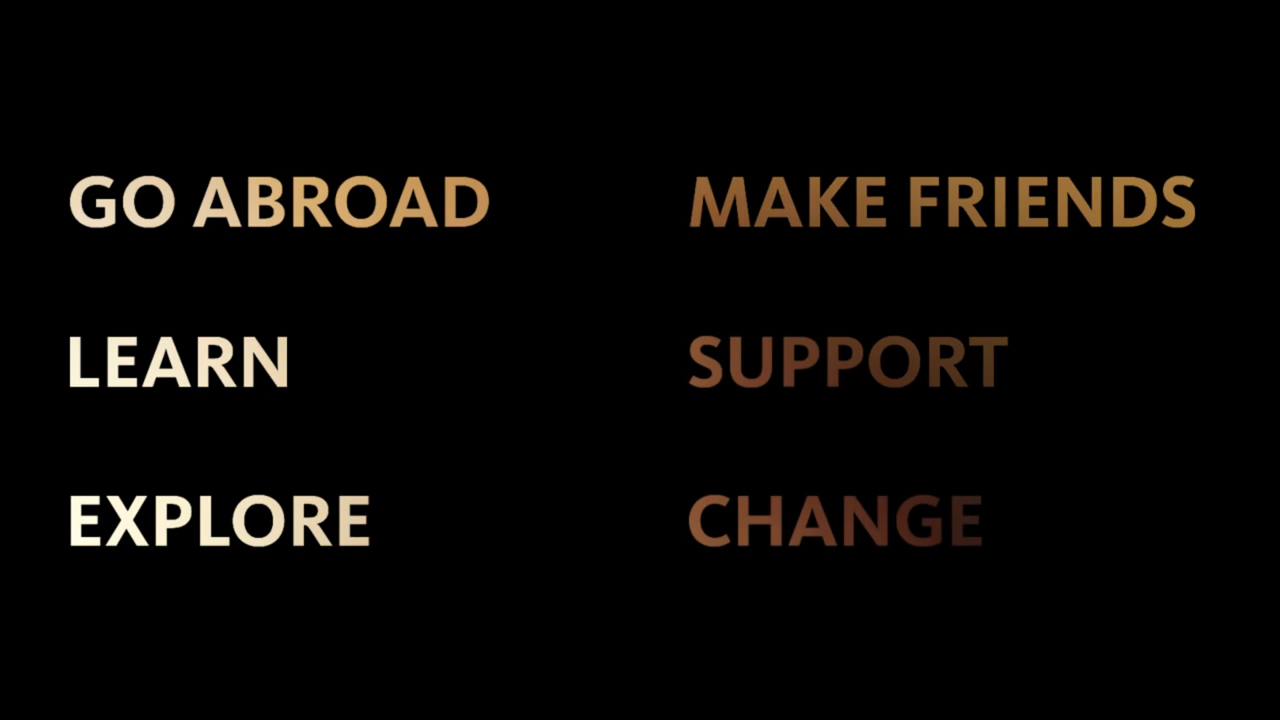 GO ABROAD
LEARN
EXPLORE
MAKE FRIENDS
SUPPORT
CHANGE